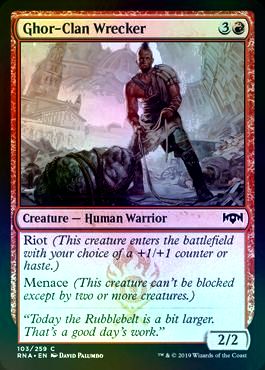 Ghor-Clan Wrecker 3
Creature — Human Warrior
Riot (This creature enters the battlefield
with your choice of a +1/+1 counter or
haste.)
Menace (This creature can't be blocked
except by two or more creatures.)
"Today the Rubblebelt is a bit larger.
That's a good day's work."
2/2
103/259 C
RNA • EN DAVID PALUMBO
™ & © 2019 Wizards of the Coast